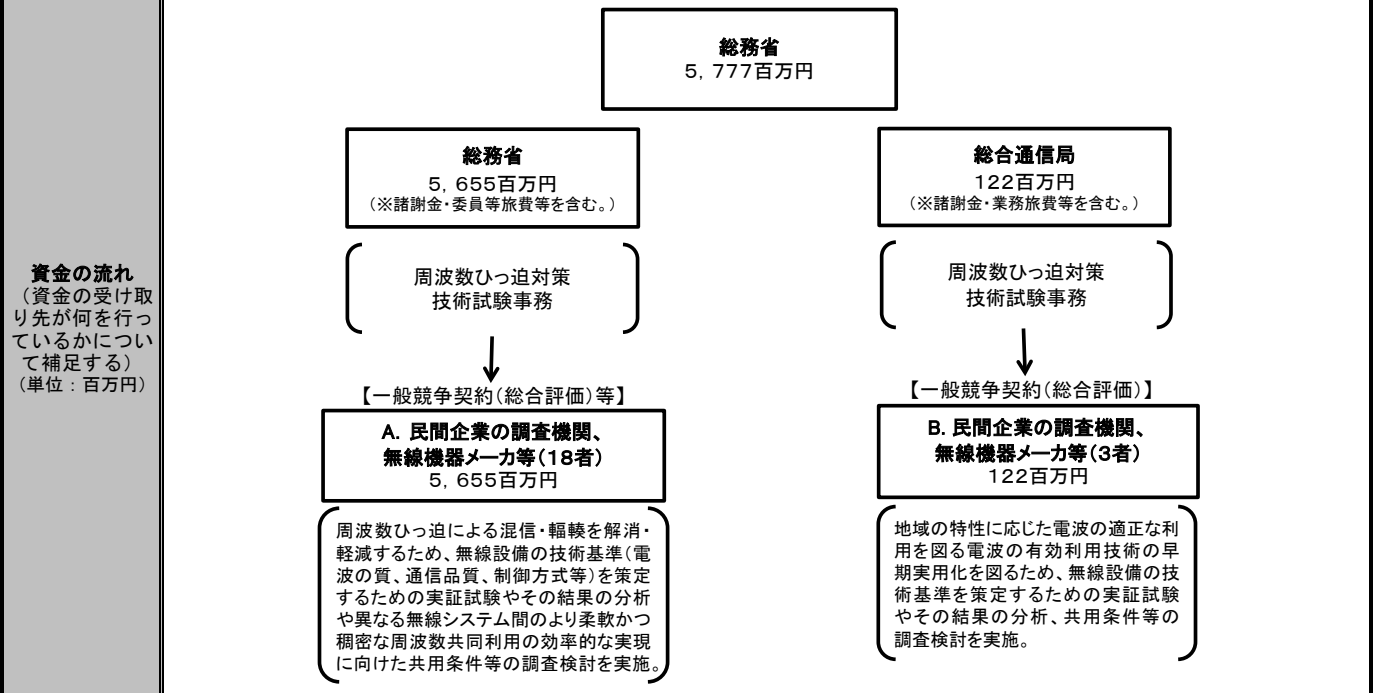 資金の流れ
（資金の受け取
り先が何を行っ
ているかについ
て補足する）
（単位：百万円）
総務省
５，７７７百万円
総務省
５，６５５百万円
（※諸謝金・委員等旅費等を含む。）
周波数ひっ迫対策
技術試験事務
【一般競争契約（総合評価）等】
A. 民間企業の調査機関、
無線機器メーカ等（18者）
５，６５５百万円
周波数ひっ迫による混信・輻輳を解消・
軽減するため、無線設備の技術基準（電
波の質、通信品質、制御方式等）を策定
するための実証試験やその結果の分析
や異なる無線システム間のより柔軟かつ
稠密な周波数共同利用の効率的な実現
に向けた共用条件等の調査検討を実施。
総合通信局
１２２百万円
（※諸謝金・業務旅費等を含む。）
周波数ひっ迫対策
技術試験事務
【一般競争契約（総合評価）】
B. 民間企業の調査機関、
無線機器メーカ等（3者）
１２２百万円
地域の特性に応じた電波の適正な利
用を図る電波の有効利用技術の早
期実用化を図るため、無線設備の技
術基準を策定するための実証試験
やその結果の分析、共用条件等の
調査検討を実施。